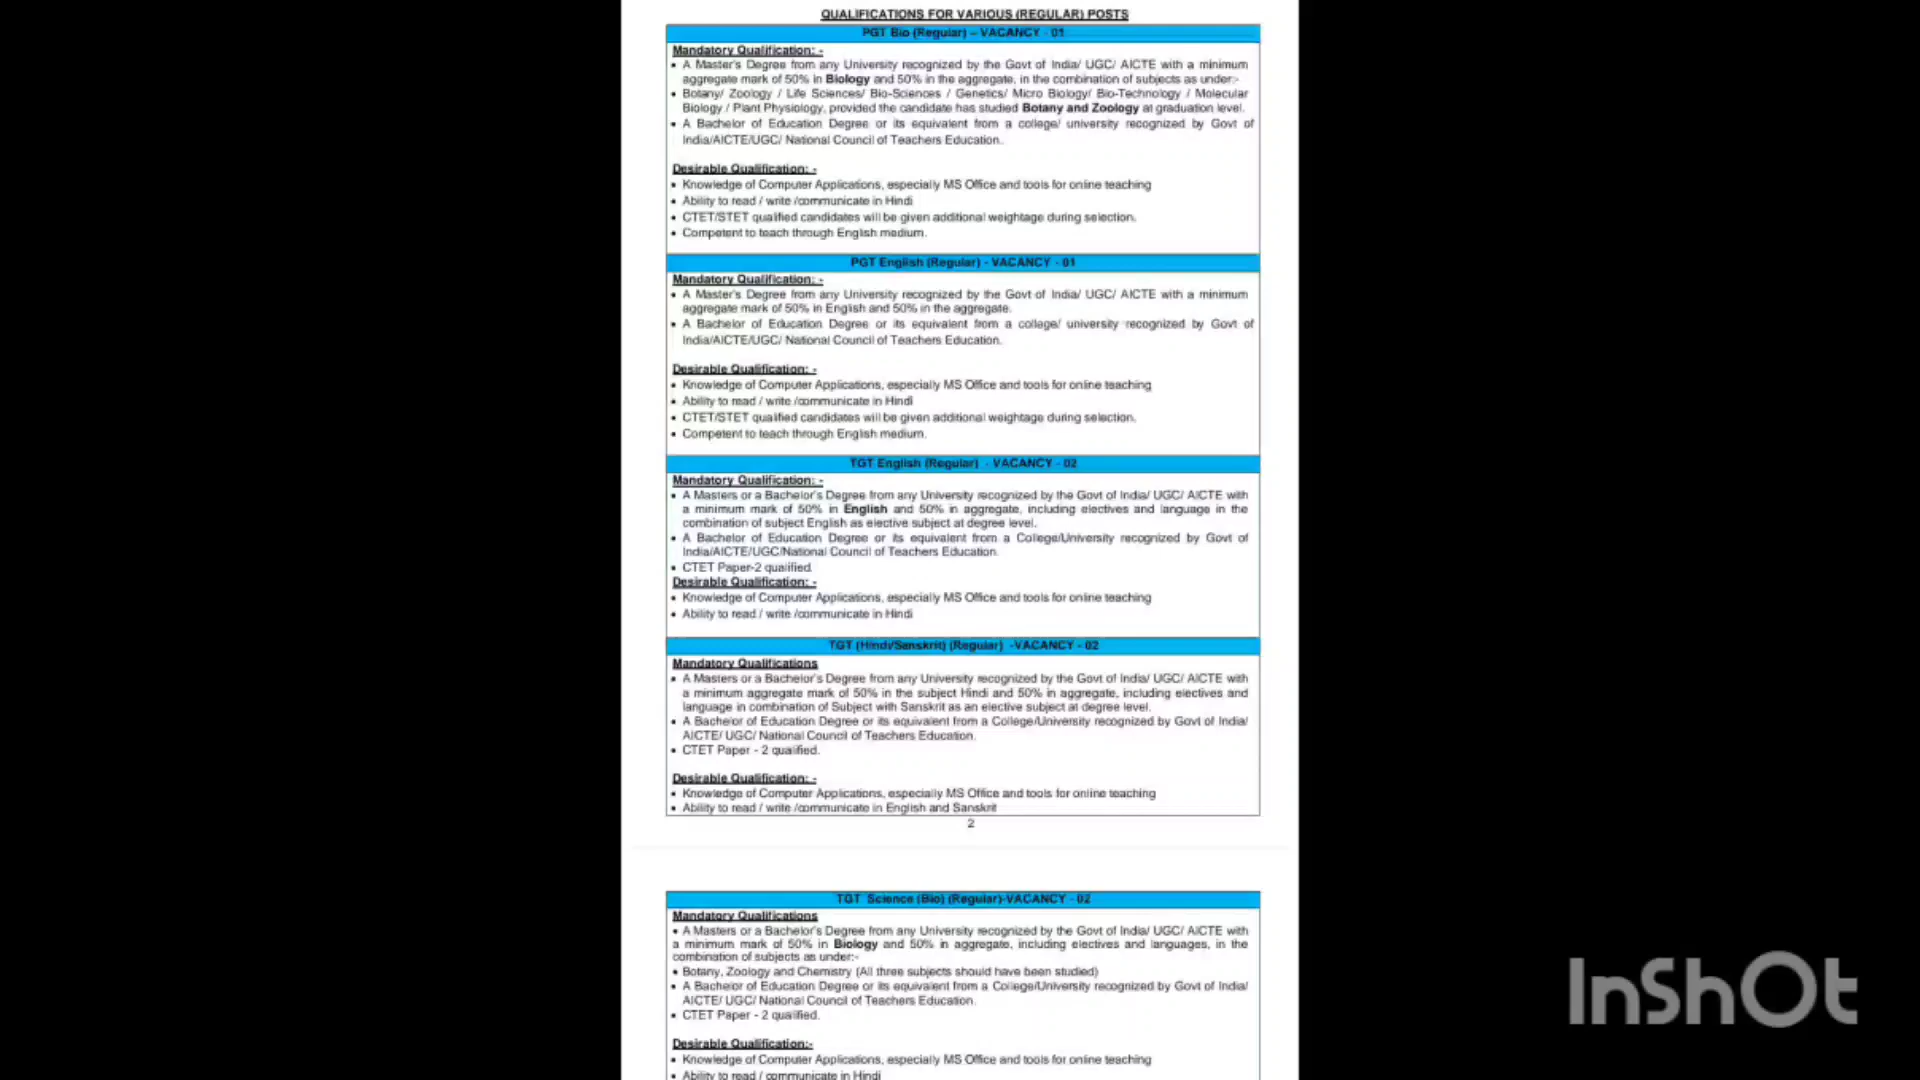 QUALIFICATIONS FOR VARIOUS (REGULAR) POSTS
PGT Bio (Regular) – VACANCY - 01
Mandatory Qualification: -
• A Master's Degree from any University recognized by the Govt of India/ UGC/ AICTE with a minimum
aggregate mark of 50% in Biology and 50% in the aggregate, in the combination of subjects as under:-
• Botany/ Zoology / Life Sciences/ Bio-Sciences / Genetics/ Micro Biology/ Bio-Technology / Molecular
Biology / Plant Physiology, provided the candidate has studied Botany and Zoology at graduation level.
• A Bachelor of Education Degree or its equivalent from a college/ university recognized by Govt of
India/AICTE/UGC/ National Council of Teachers Education.
Desirable Qualification: -
• Knowledge of Computer Applications, especially MS Office and tools for online teaching
• Ability to read / write /communicate in Hindi
• CTET/STET qualified candidates will be given additional weightage during selection.
• Competent to teach through English medium.
PGT English (Regular) - VACANCY - 01
Mandatory Qualification: -
• A Master's Degree from any University recognized by the Govt of India/ UGC/ AICTE with a minimum
aggregate mark of 50% in English and 50% in the aggregate.
• A Bachelor of Education Degree or its equivalent from a college/ university recognized by Govt of
India/AICTE/UGC/ National Council of Teachers Education.
Desirable Qualification: -
• Knowledge of Computer Applications, especially MS Office and tools for online teaching
• Ability to read / write /communicate in Hindi
• CTET/STET qualified candidates will be given additional weightage during selection.
• Competent to teach through English medium.
TGT English (Regular) - VACANCY - 02
Mandatory Qualification: -
• A Masters or a Bachelor's Degree from any University recognized by the Govt of India/ UGC/ AICTE with
a minimum mark of 50% in English and 50% in aggregate, including electives and language in the
combination of subject English as elective subject at degree level.
• A Bachelor of Education Degree or its equivalent from a College/University recognized by Govt of
India/AICTE/UGC/National Council of Teachers Education.
• CTET Paper-2 qualified.
Desirable Qualification: -
• Knowledge of Computer Applications, especially MS Office and tools for online teaching
• Ability to read / write /communicate in Hindi
TGT (Hindi/Sanskrit) (Regular) -VACANCY - 02
Mandatory Qualifications
• A Masters or a Bachelor's Degree from any University recognized by the Govt of India/ UGC/ AICTE with
a minimum aggregate mark of 50% in the subject Hindi and 50% in aggregate, including electives and
language in combination of Subject with Sanskrit as an elective subject at degree level.
• A Bachelor of Education Degree or its equivalent from a College/University recognized by Govt of India/
AICTE/ UGC/ National Council of Teachers Education.
• CTET Paper - 2 qualified.
Desirable Qualification: -
• Knowledge of Computer Applications, especially MS Office and tools for online teaching
• Ability to read / write /communicate in English and Sanskrit
2
TGT Science (Bio) (Regular)-VACANCY - 02
Mandatory Qualifications
• A Masters or a Bachelor's Degree from any University recognized by the Govt of India/ UGC/ AICTE with
a minimum mark of 50% in Biology and 50% in aggregate, including electives and languages, in the
combination of subjects as under:-
• Botany, Zoology and Chemistry (All three subjects should have been studied)
• A Bachelor of Education Degree or its equivalent from a College/University recognized by Govt of India/
AICTE/ UGC/ National Council of Teachers Education.
• CTET Paper - 2 qualified.
Desirable Qualification:-
• Knowledge of Computer Applications, especially MS Office and tools for online teaching
• Ability to read / communicate in Hindi
InShOt